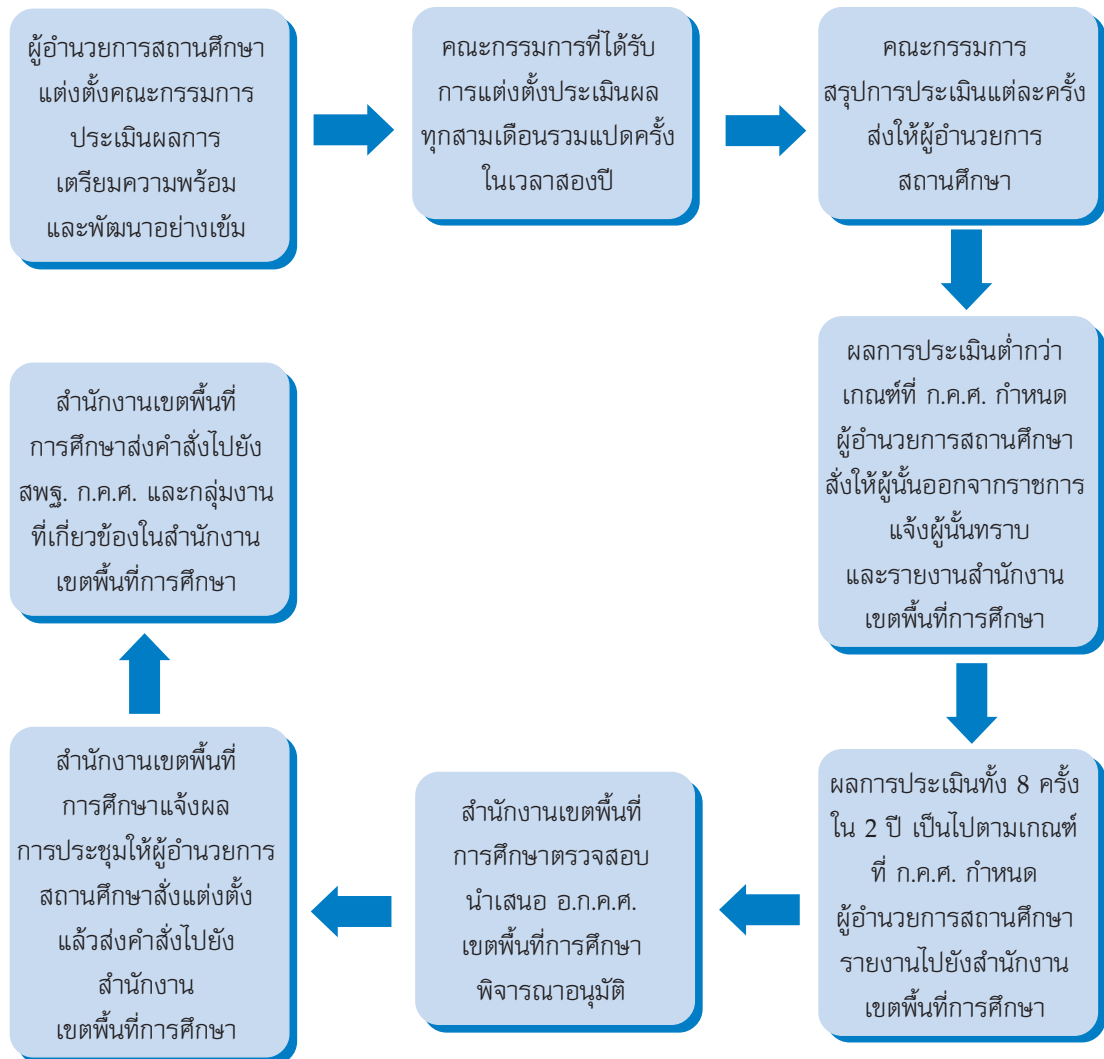 ผู้อำนวยการสถานศึกษา
แต่งตั้งคณะกรรมการ
ประเมินผลการ
เตรียมความพร้อม
และพัฒนาอย่างเข้ม
คณะกรรมการที่ได้รับ
การแต่งตั้งประเมินผล
ทุกสามเดือนรวมแปดครั้ง
ในเวลาสองปี
คณะกรรมการ
สรุปการประเมินแต่ละครั้ง
ส่งให้ผู้อำนวยการ
สถานศึกษา
ผลการประเมินต่ำกว่า
เกณฑ์ที่ ก.ค.ศ. กำหนด
ผู้อำนวยการสถานศึกษา
สั่งให้ผู้นั้นออกจากราชการ
แจ้งผู้นั้นทราบ
และรายงานสำนักงาน
เขตพื้นที่การศึกษา
ผลการประเมินทั้ง 8 ครั้ง
ใน 2 ปี เป็นไปตามเกณฑ์
ที่ ก.ค.ศ. กำหนด
ผู้อำนวยการสถานศึกษา
รายงานไปยังสำนักงาน
เขตพื้นที่การศึกษา
สำนักงานเขตพื้นที่
การศึกษาตรวจสอบ
นำเสนอ อ.ก.ค.ศ.
เขตพื้นที่การศึกษา
พิจารณาอนุมัติ
สำนักงานเขตพื้นที่
การศึกษาแจ้งผล
การประชุมให้ผู้อำนวยการ
สถานศึกษาสั่งแต่งตั้ง
แล้วส่งคำสั่งไปยัง
สำนักงาน
เขตพื้นที่การศึกษา
สำนักงานเขตพื้นที่
การศึกษาส่งคำสั่งไปยัง
สพฐ. ก.ค.ศ. และกลุ่มงาน
ที่เกี่ยวข้องในสำนักงาน
เขตพื้นที่การศึกษา